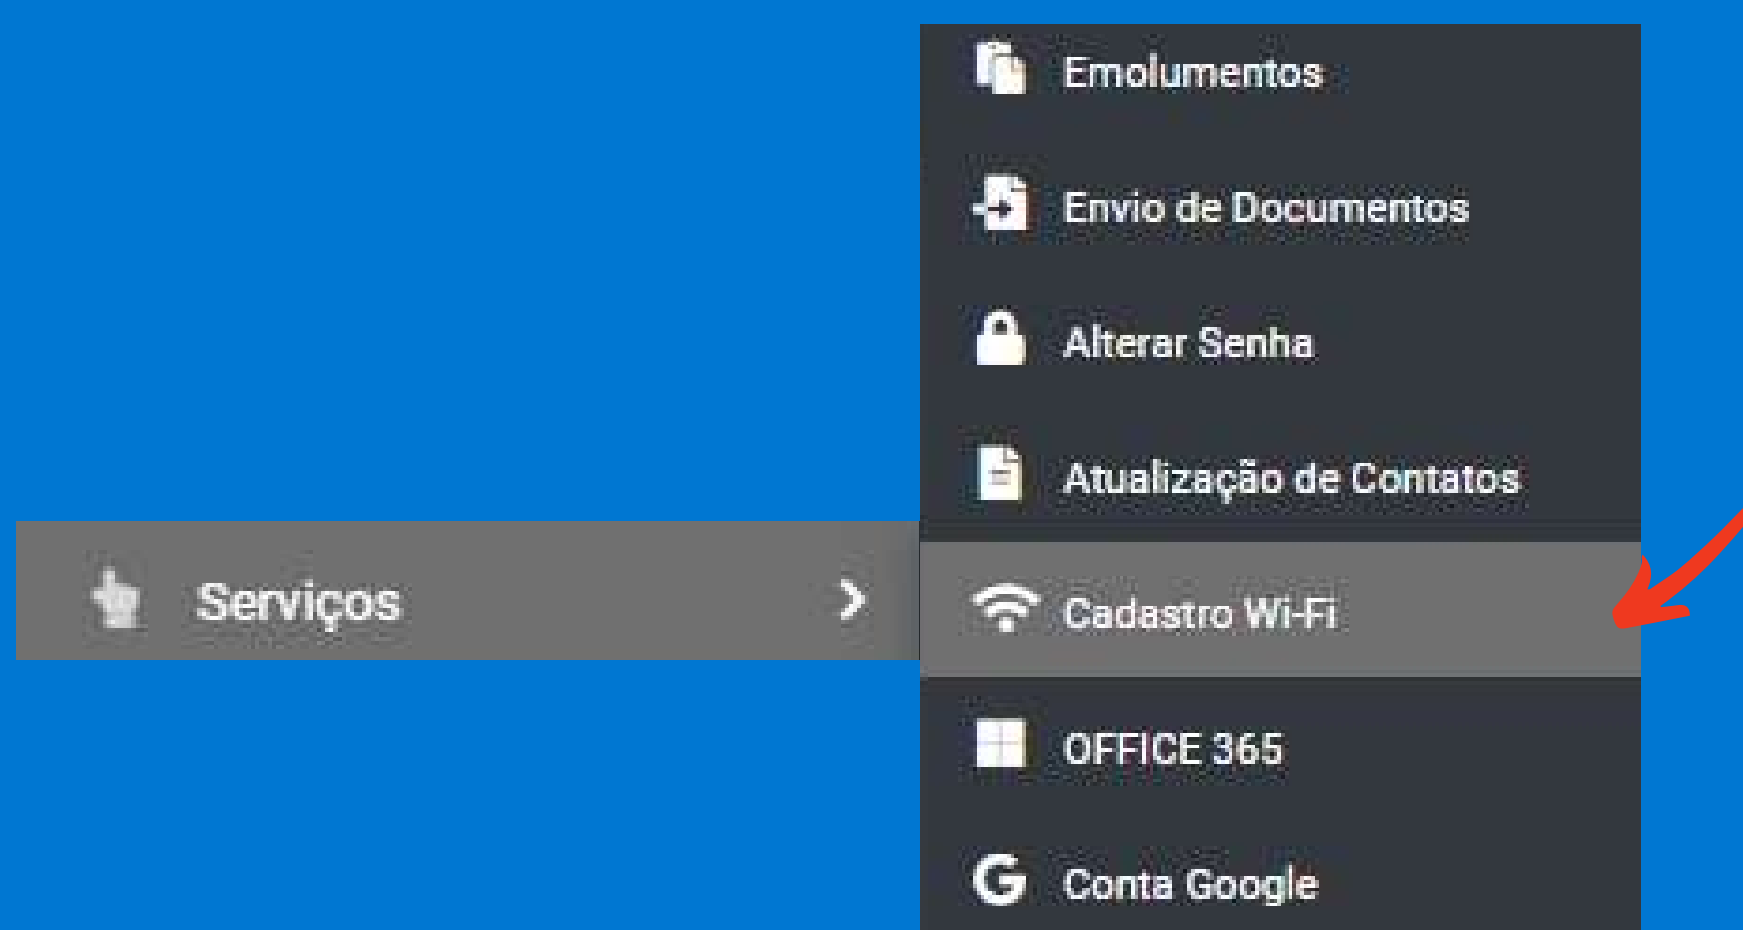 Emolumentos
Envio de Documentos
Alterar Senha
Atualização de Contatos
Serviços
Cadastro Wi-Fi
OFFICE 365
Conta Google